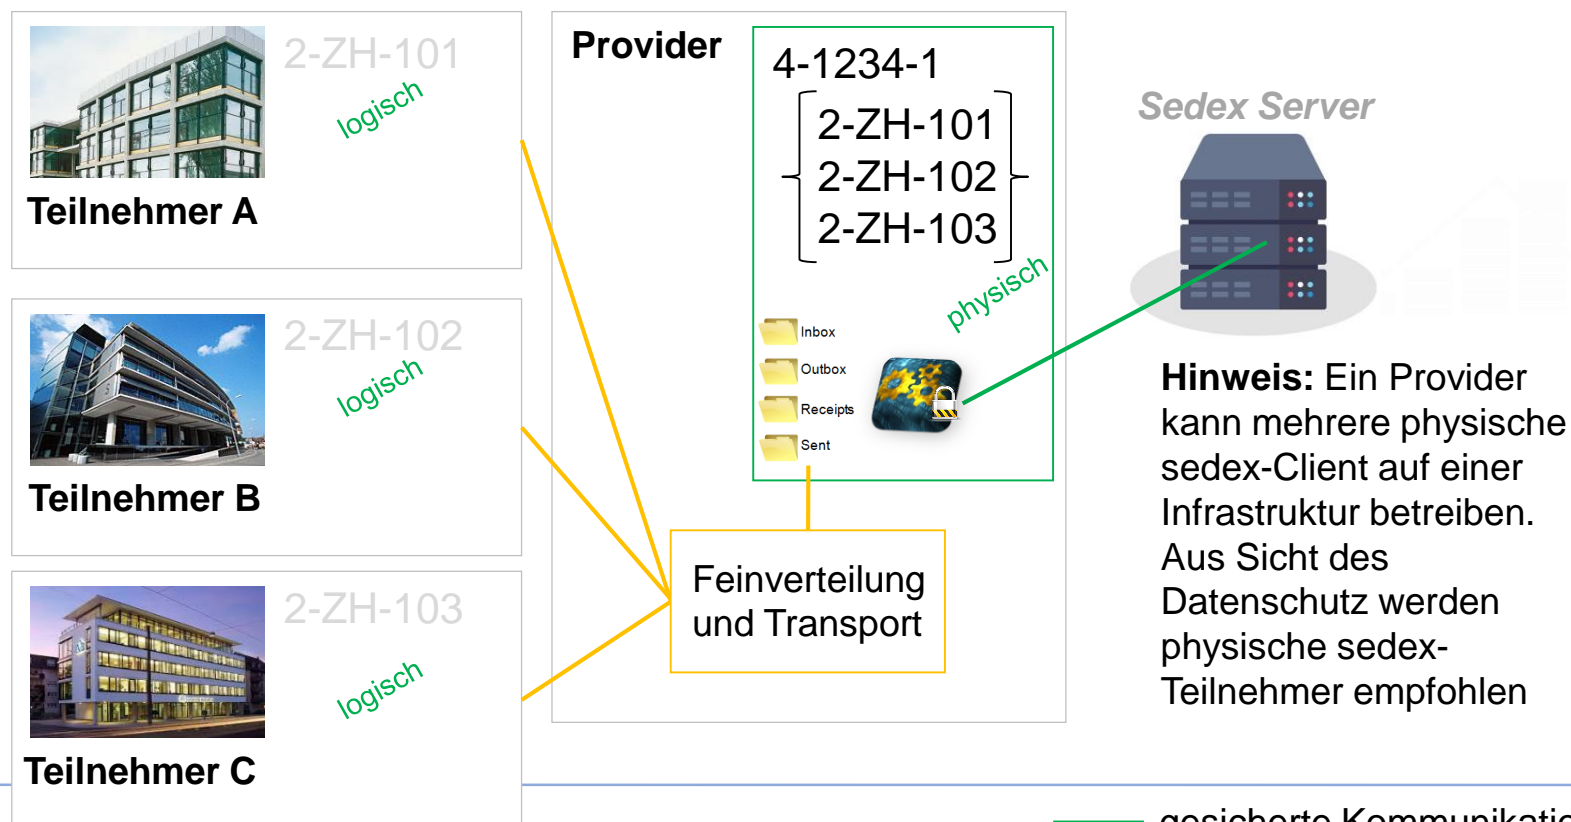 2-ZH-101
logisch
Teilnehmer A
2-ZH-102
logisch
Teilnehmer B
2-ZH-103
logisch
Teilnehmer C
Provider
4-1234-1
2-ZH-101
2-ZH-102
2-ZH-103
physisch
Inbox
Outbox
Receipts
Sent
Feinverteilung
und Transport
Sedex Server
Hinweis: Ein Provider
kann mehrere physische
sedex-Client auf einer
Infrastruktur betreiben.
Aus Sicht des
Datenschutz werden
physische sedex-
Teilnehmer empfohlen
gesicherte Kommunikatio